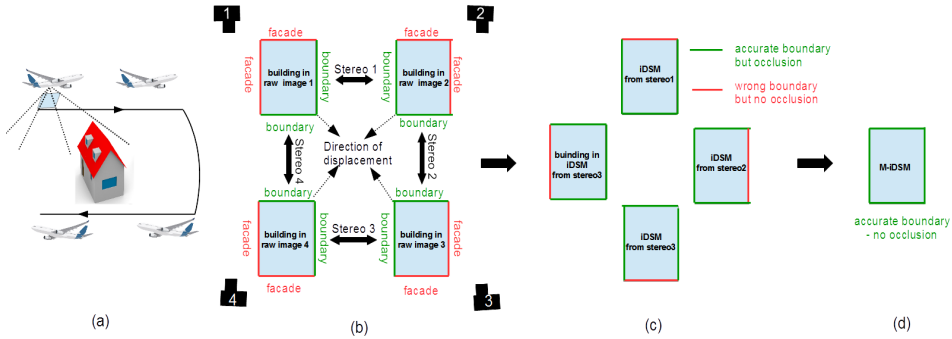 1
2
facade
facade
facade
building in
raw image 1
boundary
Stereo 1
boundary
building in
raw image 2
facade
boundary
boundary
Stereo 4
Direction of
displacement
Stereo 2
boundary
boundary
facade
building in
raw image 4
boundary
Stereo 3
boundary
building in
raw image 3
facade
facade
facade
4
3
iDSM
from stereo1
accurate boundary
but occlusion
wrong boundary
but no occlusion
buinding in
iDSM
from stereo3
iDSM
from stereo2
iDSM
from stereo3
M-iDSM
accurate boundary
- no occlusion
(a)
(b)
(c)
(d)